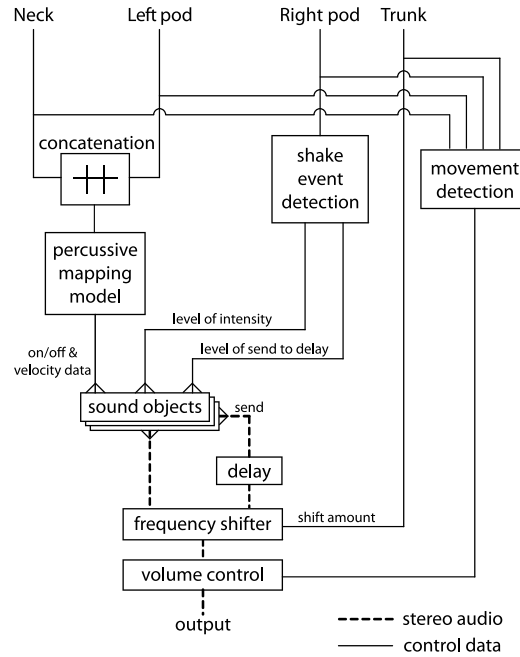 Neck Left pod Right pod Trunk
concatenation
shake
event
detection
movement
detection
percussive
mapping
model
level of intensity
on/off &
velocity data
level of send to delay
sound objects
send
delay
frequency shifter
shift amount
volume control
output
stereo audio
control data